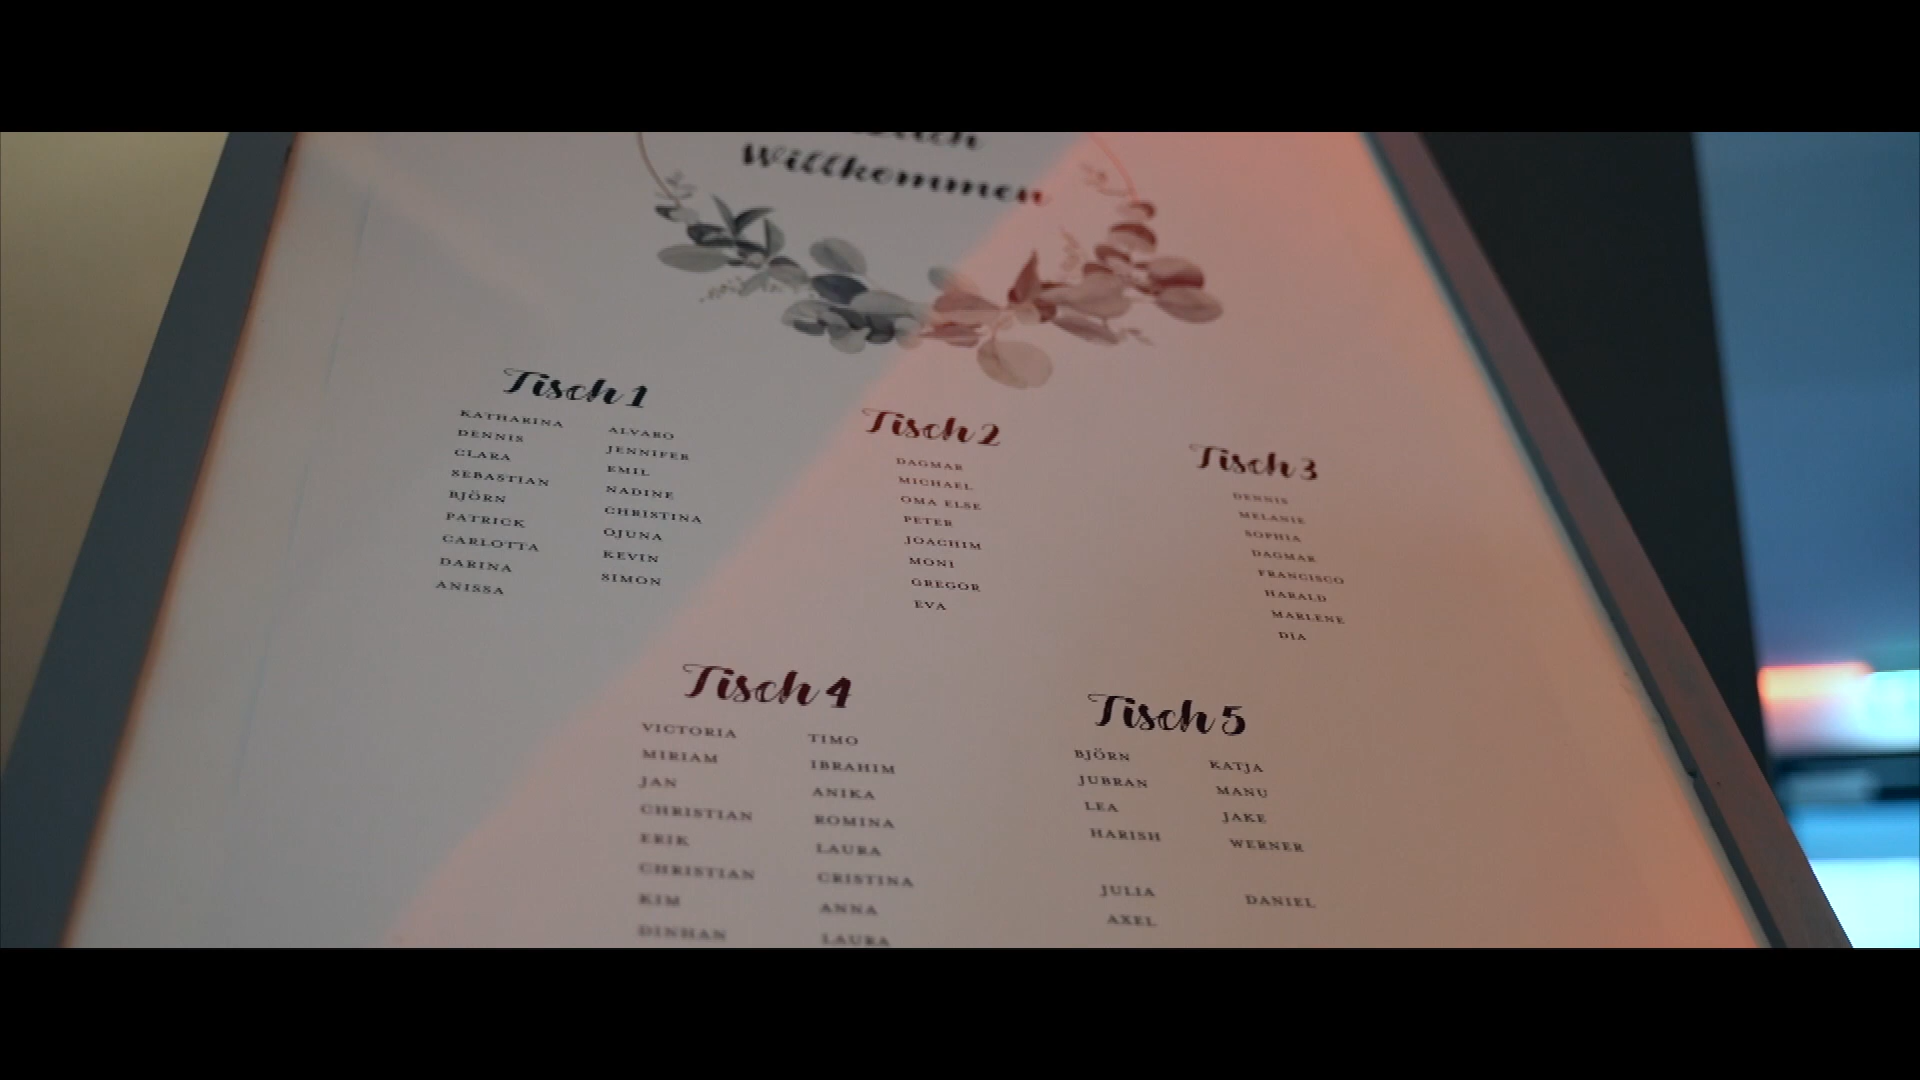 Willkommen
Tisch 1
KATHARINA
DENNIS
CLARA
SEBASTIAN
BJÖRN
PATRICK
CARLOTTA
DARINA
ANISSA
ALVARO
JENNIFER
EMIL
NADINE
CHRISTINA
OJUNA
KEVIN
SIMON
Tisch 2
DAGMAR
MICHAEL
OMA ELSE
PETER
JOACHIM
MONI
GREGOR
EVA
Tisch 3
DENNIS
MELANIE
SOPHIA
DAGMAR
FRANCISCO
HARALD
MARLENE
DIA
Tisch 4
VICTORIA
MIRIAM
JAN
CHRISTIAN
ERIK
CHRISTIAN
KIM
DINHAN
TIMO
IBRAHIM
ANIKA
ROMINA
LAURA
CRISTINA
ANNA
LAURA
Tisch 5
BJÖRN
JUBRAN
LEA
HARISH
JULIA
AXEL
KATJA
MANU
JAKE
WERNER
DANIEL